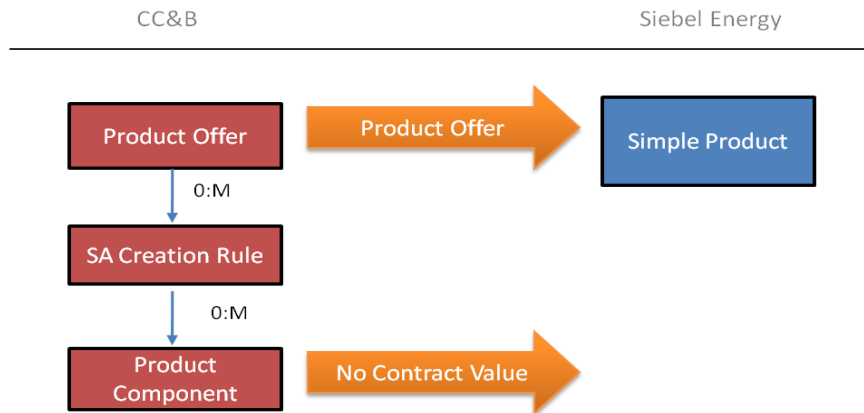 CC&B
Siebel Energy
Product Offer
Product Offer
Simple Product
0:M
SA Creation Rule
0:M
Product
Component
No Contract Value